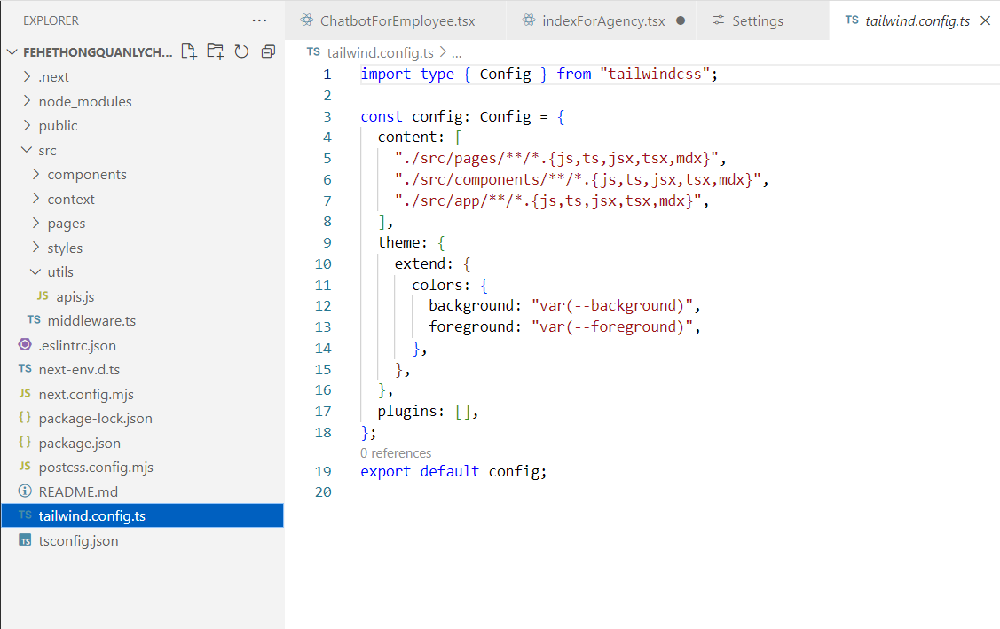 EXPLORER
FEHETHONGQUANLYCH...
.next
node_modules
public
src
components
context
pages
styles
utils
JS apis.js
TS middleware.ts
.eslintrc.json
TS next-env.d.ts
JS next.config.mjs
{} package-lock.json
{} package.json
JS postcss.config.mjs
README.md
TS tailwind.config.ts
TS tsconfig.json
ChatbotForEmployee.tsx
indexForAgency.tsx
Settings
TS tailwind.config.ts
TS tailwind.config.ts > ...
1 import type { Config } from "tailwindcss";
2
3 const config: Config = {
4 content: [
5 "./src/pages/**/*.{js,ts,jsx,tsx,mdx}",
6 "./src/components/**/*.{js,ts,jsx,tsx,mdx}",
7 "./src/app/**/*.{js,ts,jsx,tsx,mdx}",
8 ],
9 theme: {
10 extend: {
11 colors: {
12 background: "var(--background)",
13 foreground: "var(--foreground)",
14 },
15 },
16 },
17 plugins: [],
18 };
0 references
19 export default config;
20